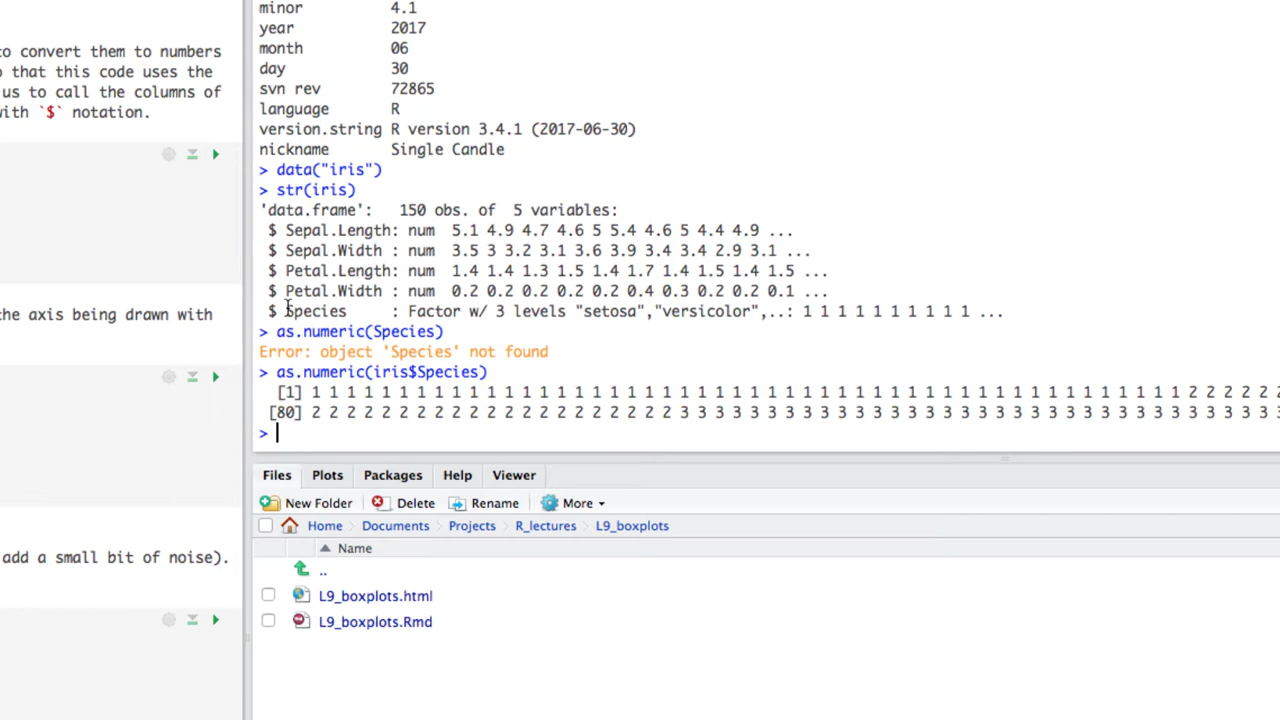 to convert them to numbers
that this code uses the
us to call the columns of
with `$` notation.
the axis being drawn with
add a small bit of noise).
minor 4.1
year 2017
month 06
day 30
svn rev 72865
language R
version.string R version 3.4.1 (2017-06-30)
nickname Single Candle
> data("iris")
> str(iris)
'data.frame': 150 obs. of 5 variables:
$ Sepal.Length: num 5.1 4.9 4.7 4.6 5 5.4 4.6 5 4.4 4.9 ...
$ Sepal.Width : num 3.5 3 3.2 3.1 3.6 3.9 3.4 3.4 2.9 3.1 ...
$ Petal.Length: num 1.4 1.4 1.3 1.5 1.4 1.7 1.4 1.5 1.4 1.5 ...
$ Petal.Width : num 0.2 0.2 0.2 0.2 0.2 0.4 0.3 0.2 0.2 0.1 ...
$ Species : Factor w/ 3 levels "setosa","versicolor",..: 1 1 1 1 1 1 1 1 1 1 ...
> as.numeric(Species)
Error: object 'Species' not found
> as.numeric(iris$Species)
[1] 1 1 1 1 1 1 1 1 1 1 1 1 1 1 1 1 1 1 1 1 1 1 1 1 1 1 1 1 1 1 1 1 1 1 1 1 1 1 1 1 1 1 1 1 1 1 1 1 1 1 2 2 2 2 2
[80] 2 2 2 2 2 2 2 2 2 2 2 2 2 2 2 2 2 2 2 2 2 3 3 3 3 3 3 3 3 3 3 3 3 3 3 3 3 3 3 3 3 3 3 3 3 3 3 3 3 3 3 3 3 3 3
>
Files Plots Packages Help Viewer
New Folder Delete Rename More
Home Documents Projects R_lectures L9_boxplots
Name
..
L9_boxplots.html
L9_boxplots.Rmd